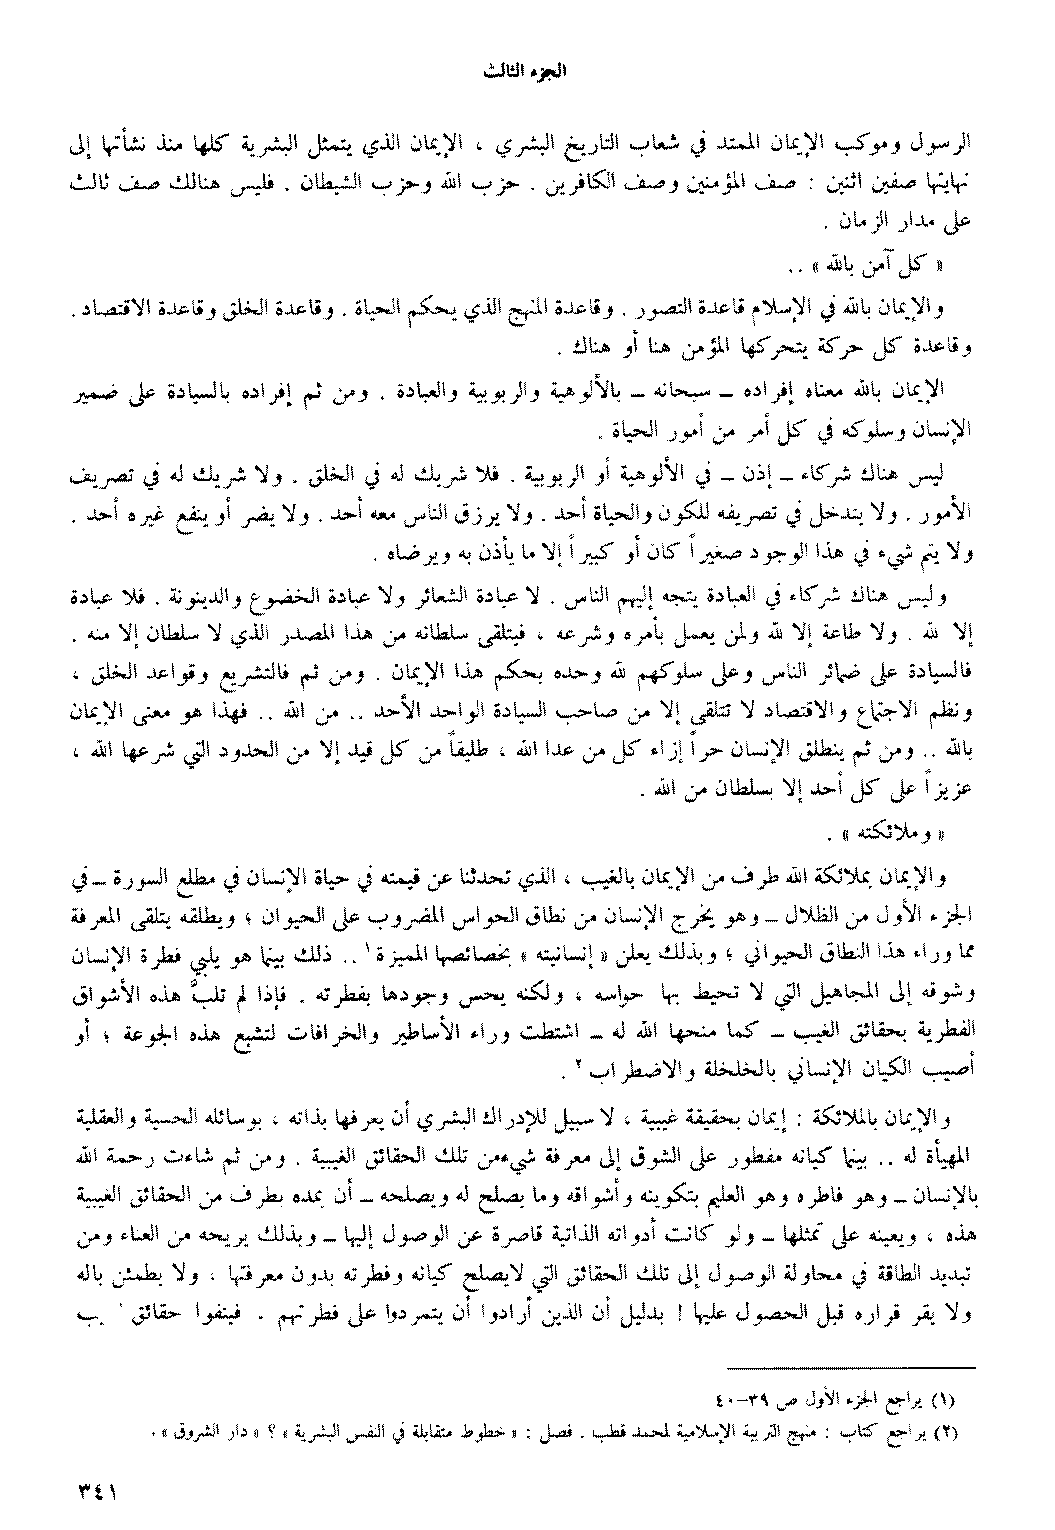 الجزء الثالث
الرسول وموكب الإيمان الممتد في شعاب التاريخ البشري ، الإيمان الذي يتمثل البشرية كلها منذ نشأتها إلى
نهايتها صفين اثنين : صف المؤمنين وصف الكافرين . حزب الله وحزب الشيطان . فليس هنالك صف ثالث
على مدار الزمان .
« كل آمن بالله » ..
والإيمان بالله في الإسلام قاعدة التصور . وقاعدة المنهج الذي يحكم الحياة . وقاعدة الخلق وقاعدة الاقتصاد .
وقاعدة كل حركة يتحركها المؤمن هنا أو هناك .
الإيمان بالله معناه إفراده – سبحانه – بالألوهية والربوبية والعبادة . ومن ثم إفراده بالسيادة على ضمير
الإنسان وسلوكه في كل أمر من أمور الحياة .
ليس هناك شركاء – إذن – في الألوهية أو الربوبية . فلا شريك له في الخلق . ولا شريك له في تصريف
الأمور . ولا يتدخل في تصريفه للكون والحياة أحد . ولا يرزق الناس معه أحد . ولا يضر أو ينفع غيره أحد .
ولا يتم شيء في هذا الوجود صغيراً كان أو كبيراً إلا ما يأذن به ويرضاه .
وليس هناك شركاء في العبادة يتجه إليهم الناس . لا عبادة الشعائر ولا عبادة الخضوع والدينونة . فلا عبادة
إلا لله . ولا طاعة إلا لله ولمن يعمل بأمره وشرعه ، فيتلقى سلطانه من هذا المصدر الذي لا سلطان إلا منه .
فالسيادة على ضمائر الناس وعلى سلوكهم لله وحده بحكم هذا الإيمان . ومن ثم فالتشريع وقواعد الخلق ،
ونظم الاجتماع والاقتصاد لا تتلقى إلا من صاحب السيادة الواحد الأحد .. من الله .. فهذا هو معنى الإيمان
بالله .. ومن ثم ينطلق الإنسان حراً إزاء كل من عدا الله ، طليقاً من كل قيد إلا من الحدود التي شرعها الله ،
عزيزاً على كل أحد إلا بسلطان من الله .
« وملائكته » .
والإيمان بملائكة الله طرف من الإيمان بالغيب ، الذي تحدثنا عن قيمته في حياة الإنسان في مطلع السورة – في
الجزء الأول من الظلال – وهو يخرج الإنسان من نطاق الحواس المضروب على الحيوان ؛ ويطلقه يتلقى المعرفة
مما وراء هذا النطاق الحيواني ؛ وبذلك يعلن « إنسانيته » بخصائصها المميزة ١ .. ذلك بينما هو يلبي فطرة الإنسان
وشوقه إلى المجاهيل التي لا تحيط بها حواسه ، ولكنه يحس وجودها بفطرته . فإذا لم تلبَّ هذه الأشواق
الفطرية بحقائق الغيب – كما منحها الله له – اشتطت وراء الأساطير والخرافات لتشبع هذه الجوعة ؛ أو
أصيب الكيان الإنساني بالخلخلة والاضطراب ٢ .
والإيمان بالملائكة : إيمان بحقيقة غيبية ، لا سبيل للإدراك البشري أن يعرفها بذاته ، بوسائله الحسية والعقلية
المهيأة له .. بينما كيانه مفطور على الشوق إلى معرفة شيء من تلك الحقائق الغيبية . ومن ثم شاءت رحمة الله
بالإنسان – وهو فاطره وهو العليم بتكوينه وأشواقه وما يصلح له ويصلحه – أن يمده بطرف من الحقائق الغيبية
هذه ، ويعينه على تمثلها – ولو كانت أدواته الذاتية قاصرة عن الوصول إليها – وبذلك يريحه من العناء ومن
تبديد الطاقة في محاولة الوصول إلى تلك الحقائق التي لا يصلح كيانه وفطرته بدون معرفتها ، ولا يطمئن باله
ولا يقر قراره قبل الحصول عليها ! بدليل أن الذين أرادوا أن يتمردوا على فطرتهم . فينفوا حقائق
(١) يراجع الجزء الأول ص ٣٩–٤٠
(٢) يراجع كتاب : منهج التربية الإسلامية لمحمد قطب . فصل : « خطوط متقابلة في النفس البشرية » ؟ « دار الشروق » .
٣٤١